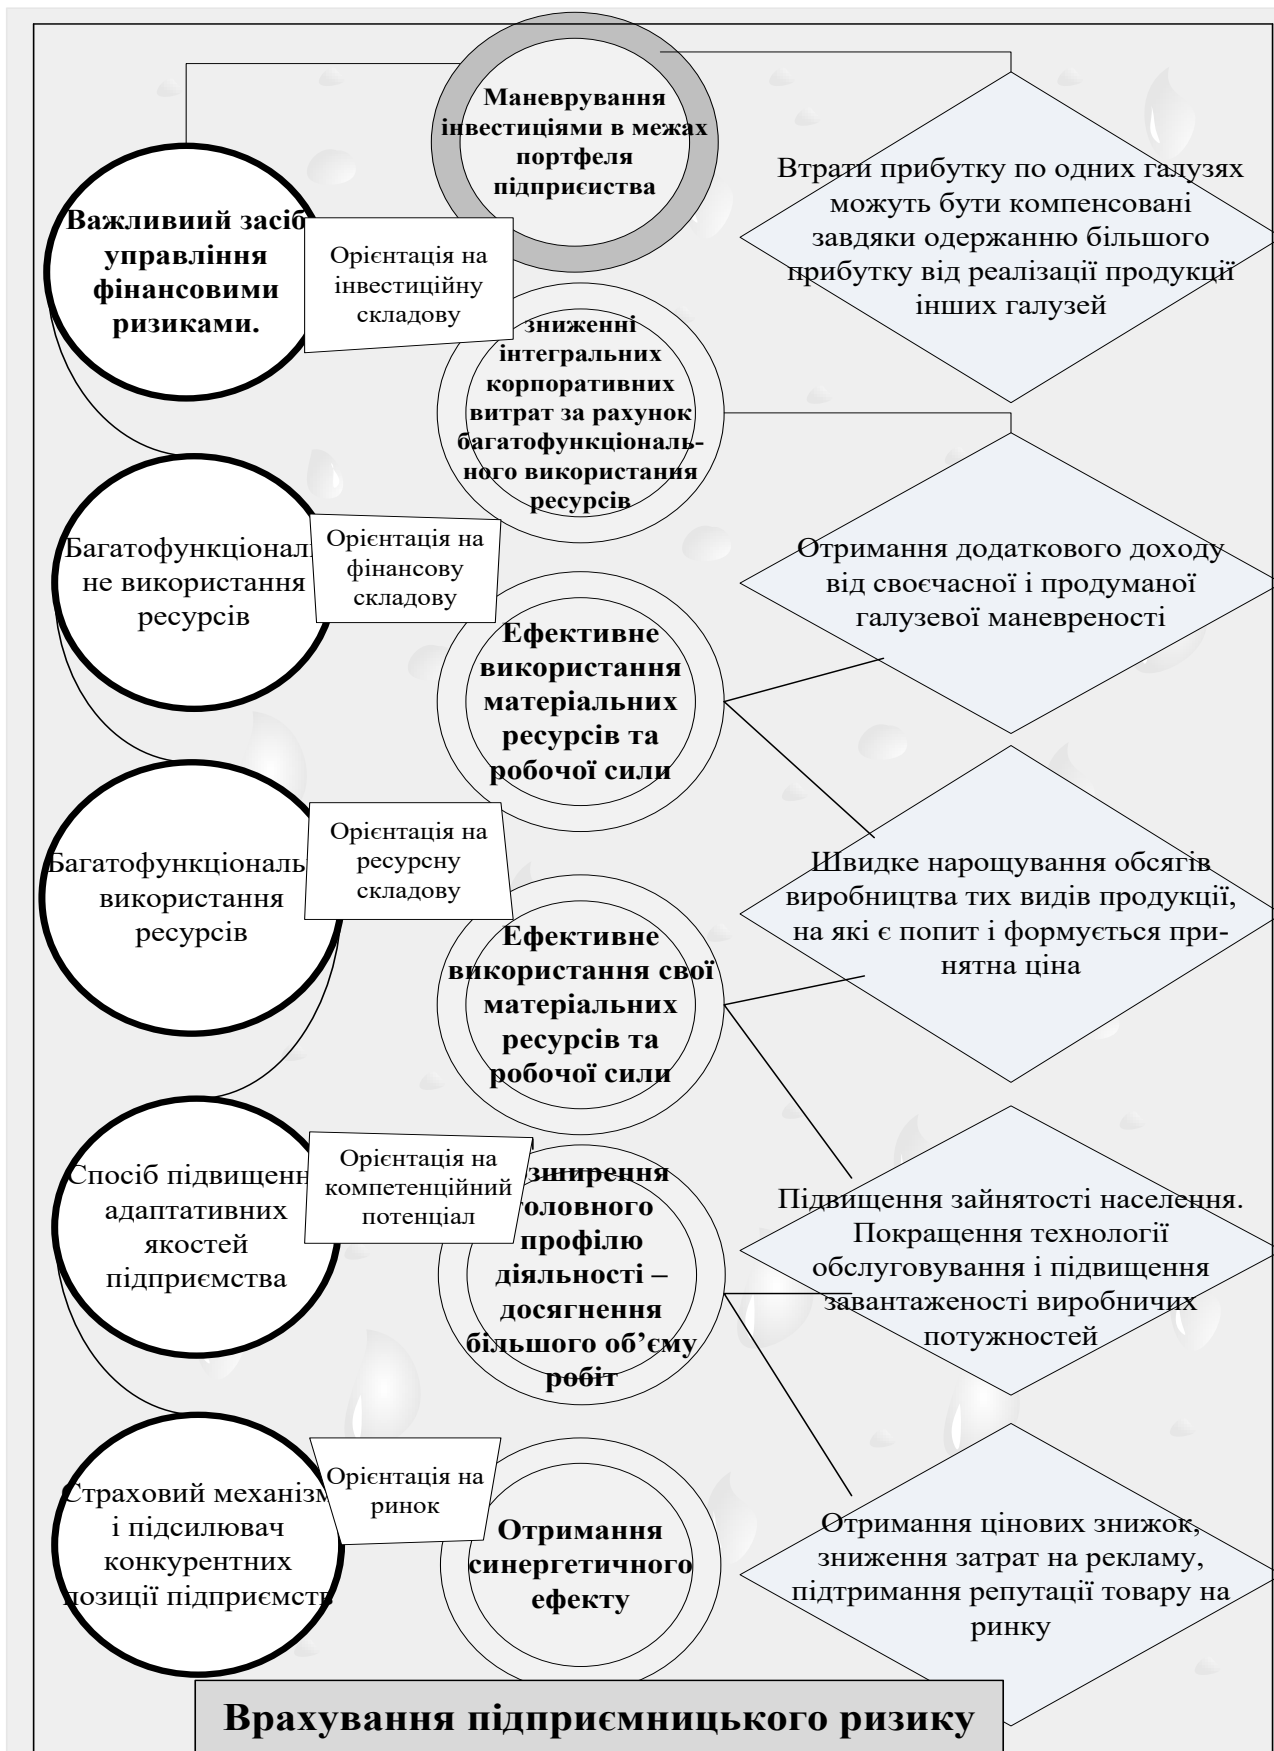 Маневрування
інвестиціями в межах
портфеля
підприєиства
Втрати прибутку по одних галузях
можуть бути компенсовані
завдяки одержанню більшого
прибутку від реалізації продукції
інших галузей
Важливиий засіб
управління
фінансовими
ризиками.
Орієнтація на
інвестиційну
складову
зниженні
інтегральних
корпоративних
витрат за рахунок
багатофункціональ-
ного використання
ресурсів
Багатофункціонал
не використання
ресурсів
Орієнтація на
фінансову
складову
Отримання додаткового доходу
від своєчасної і продуманої
галузевої маневреності
Ефективне
використання
матеріальних
ресурсів та
робочої сили
Багатофункціональ
використання
ресурсів
Орієнтація на
ресурсну
складову
Швидке нарощування обсягів
виробництва тих видів продукції,
на які є попит і формується при-
нятна ціна
Ефективне
використання свої
матеріальних
ресурсів та
робочої сили
Спосіб підвищенн
адаптативних
якостей
підприємства
Орієнтація на
компетенційний
потенціал
зширення
оловного
профілю
діяльності –
досягнення
більшого об’єму
робіт
Підвищення зайнятості населення.
Покращення технології
обслуговування і підвищення
завантаженості виробничих
потужностей
Страховий механізм
і підсилювач
конкурентних
позиції підприємств
Орієнтація на
ринок
Отримання
синергетичного
ефекту
Отримання цінових знижок,
зниження затрат на рекламу,
підтримання репутації товару на
ринку
Врахування підприємницького ризику